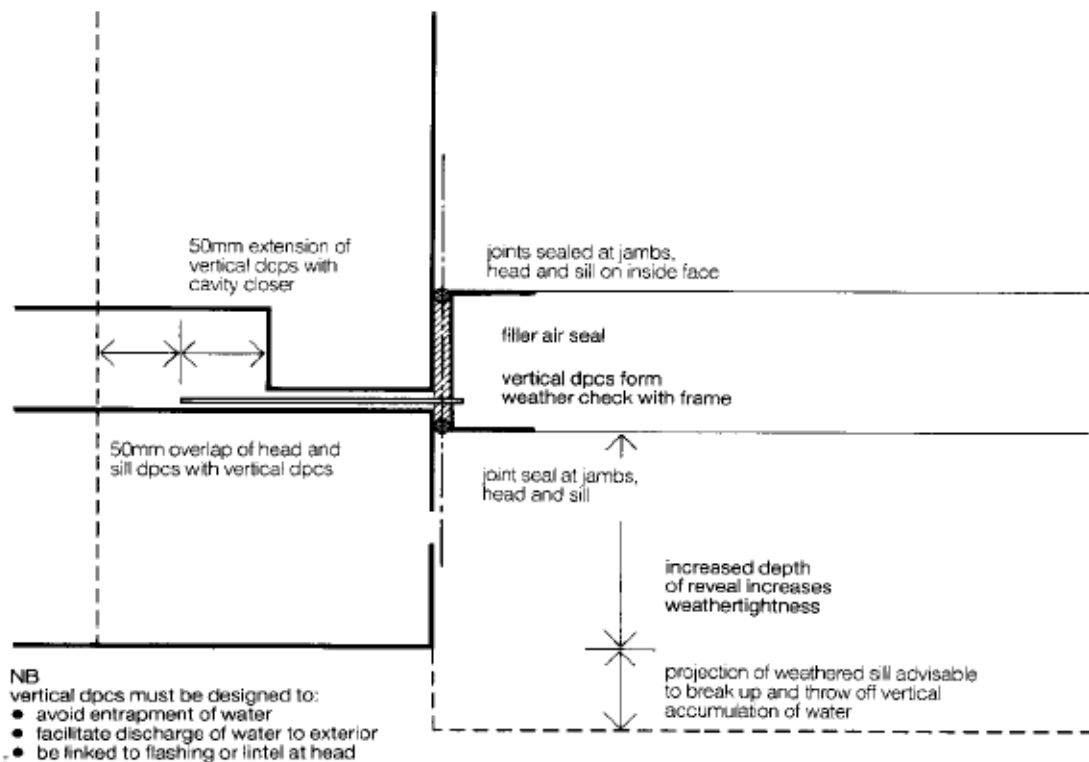 50mm extension of
vertical dcps with
cavity closer
joints sealed at jambs,
head and sill on inside face
filler air seal
vertical dpcs form
weather check with frame
50mm overlap of head and
sill dpcs with vertical dpcs
joint seal at jambs,
head and sill
increased depth
of reveal increases
weathertightness
projection of weathered sill advisable
to break up and throw off vertical
accumulation of water
NB
vertical dpcs must be designed to:
● avoid entrapment of water
● facilitate discharge of water to exterior
● be linked to flashing or lintel at head